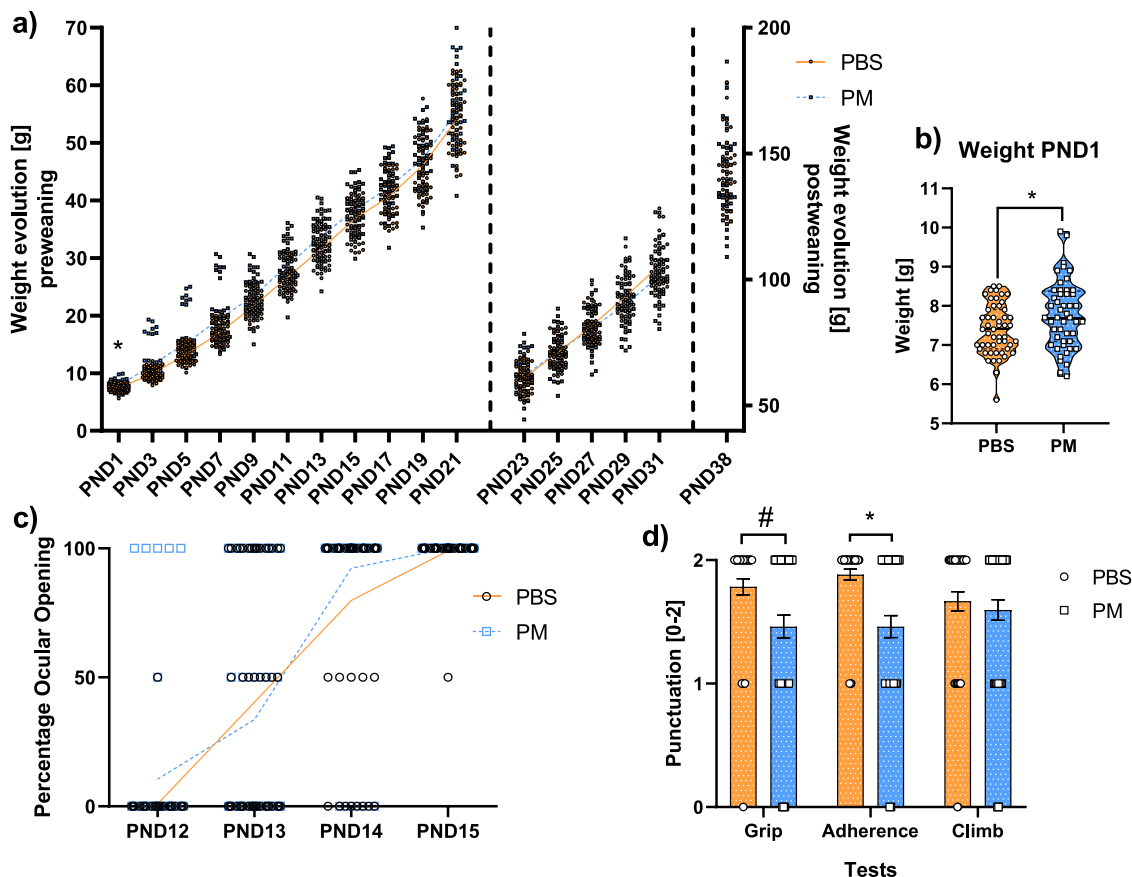 a)
Weight evolution [g]
preweaning
70
60
50
40
30
20
10
0
*
PND1
PND3
PND5
PND7
PND9
PND11
PND13
PND15
PND17
PND19
PND21
PND23
PND25
PND27
PND29
PND31
PND38
200
150
100
50
Weight evolution [g]
postweaning
PBS
PM
b)
Weight PND1
*
Weight [g]
11
10
9
8
7
6
5
PBS
PM
c)
Percentage Ocular Opening
100
50
0
PND12
PND13
PND14
PND15
PBS
PM
d)
#
*
Punctuation [0-2]
2
1
0
Grip
Adherence
Climb
Tests
PBS
PM